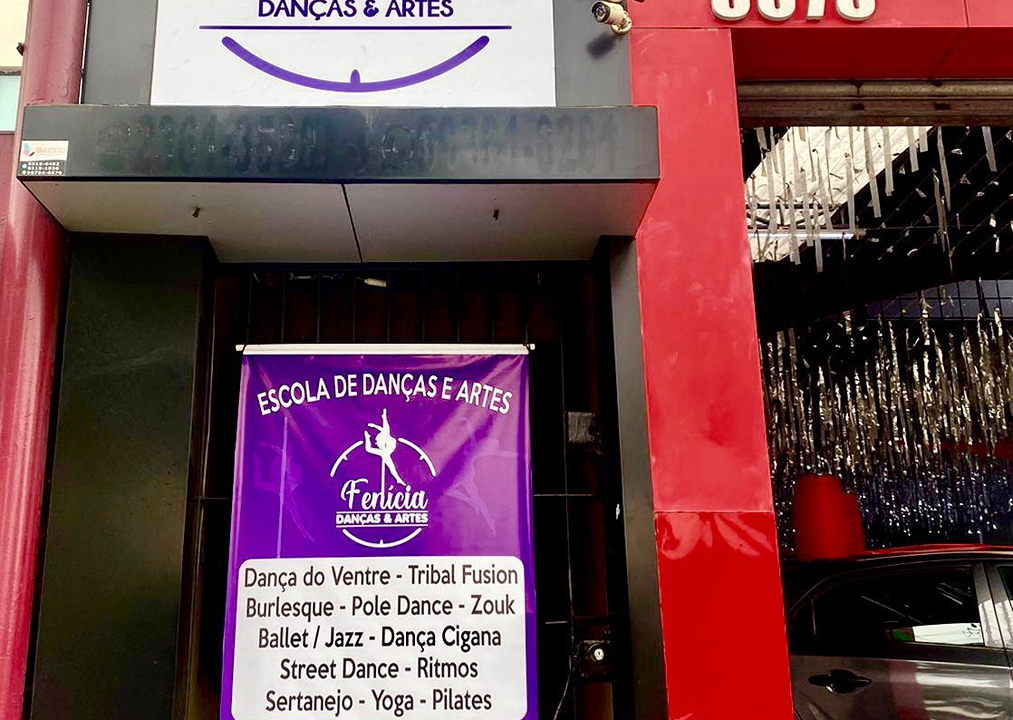 DANÇAS & ARTES
ESCOLA DE DANÇAS E ARTES
Fenícia
DANÇAS & ARTES
Dança do Ventre - Tribal Fusion
Burlesque - Pole Dance - Zouk
Ballet / Jazz - Dança Cigana
Street Dance - Ritmos
Sertanejo - Yoga - Pilates